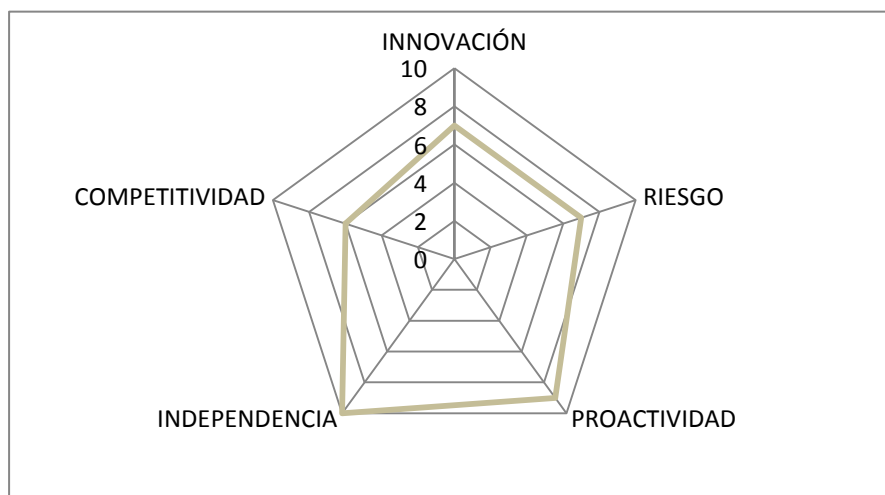 INNOVACIÓN
10
8
6
4
2
0
RIESGO
PROACTIVIDAD
INDEPENDENCIA
COMPETITIVIDAD